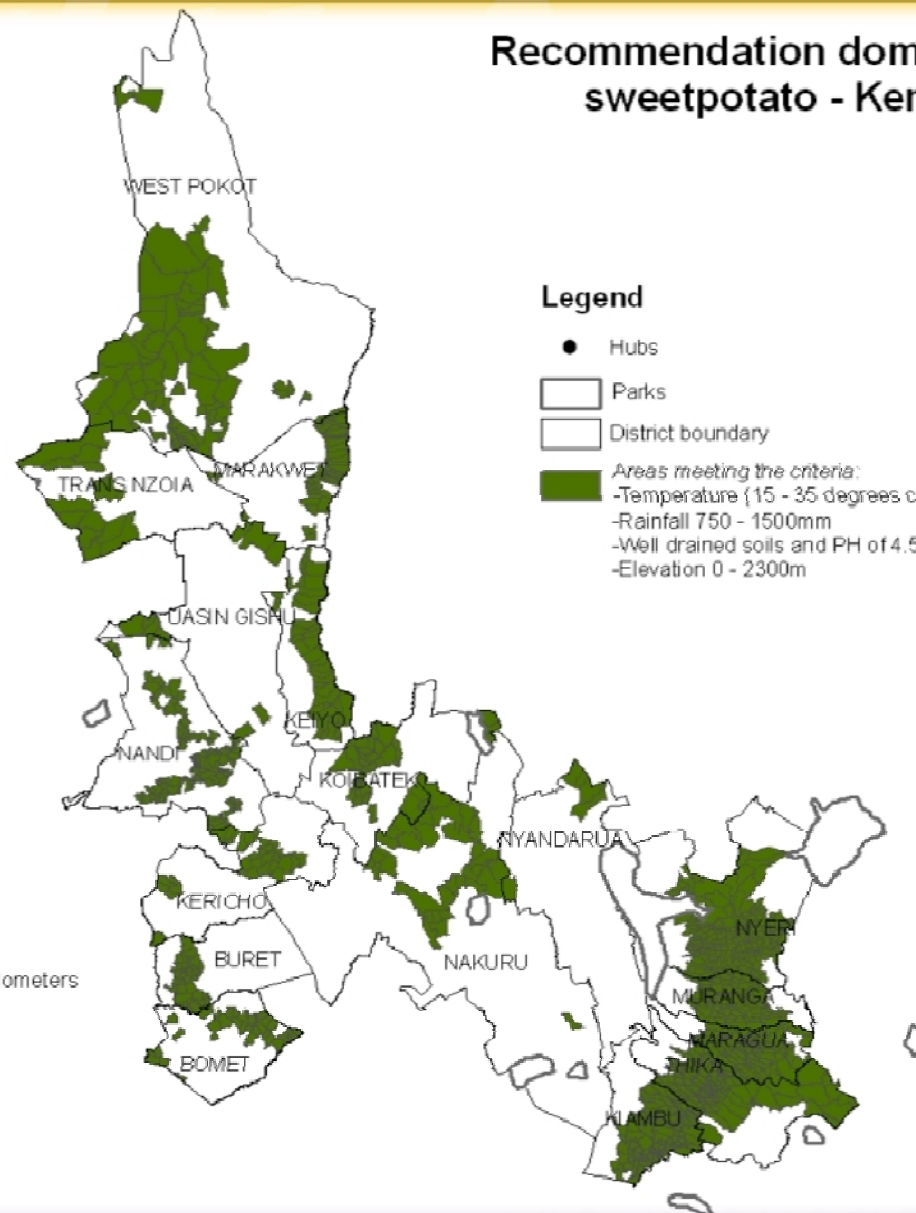 Recommendation dom
sweetpotato - Ker
WEST POKOT
Legend
Hubs
Parks
District boundary
Areas meeting the criteria:
-Temperature (15 - 35 degrees c
-Rainfall 750 - 1500mm
-Well drained soils and PH of 4.5
-Elevation 0 - 2300m
MARAKWET
TRANS NZOIA
UASIN GISHU
KEIYO
NANDI
KOIBATEK
NYANDARUA
KERICHO
NYERI
BURET
NAKURU
ometers
MURANGA
MARAGUA
THIKA
BOMET
KIAMBU